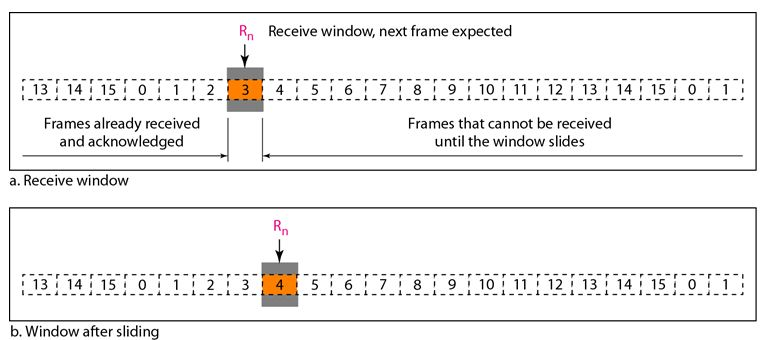 Rn Receive window, next frame expected
13 14 15 0 1 2 3 4 5 6 7 8 9 10 11 12 13 14 15 0 1
Frames already received
and acknowledged
Frames that cannot be received
until the window slides
a. Receive window
Rn
13 14 15 0 1 2 3 4 5 6 7 8 9 10 11 12 13 14 15 0 1
b. Window after sliding